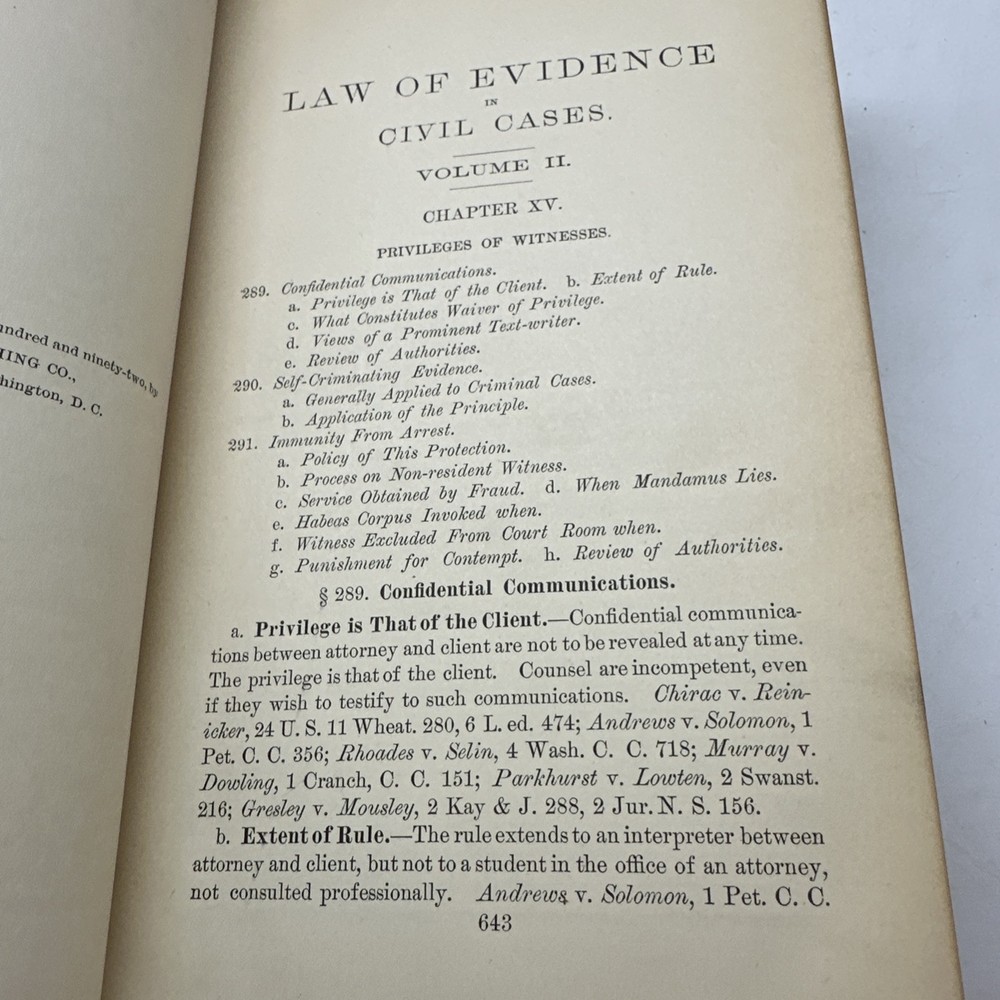 undred and ninety-two, by
HING CO.,
hington, D. C.
LAW OF EVIDENCE
IN
CIVIL CASES.
VOLUME II.
CHAPTER XV.
PRIVILEGES OF WITNESSES.
289. Confidential Communications.
a. Privilege is That of the Client. b. Extent of Rule.
c. What Constitutes Waiver of Privilege.
d. Views of a Prominent Text-writer.
e. Review of Authorities.
290. Self-Criminating Evidence.
a. Generally Applied to Criminal Cases.
b. Application of the Principle.
291. Immunity From Arrest.
a. Policy of This Protection.
b. Process on Non-resident Witness.
c. Service Obtained by Fraud. d. When Mandamus Lies.
e. Habeas Corpus Invoked when.
f. Witness Excluded From Court Room when.
g. Punishment for Contempt. h. Review of Authorities.
§ 289. Confidential Communications.
a. Privilege is That of the Client.—Confidential communica-
tions between attorney and client are not to be revealed at any time.
The privilege is that of the client. Counsel are incompetent, even
if they wish to testify to such communications. Chirac v. Rein-
icker, 24 U. S. 11 Wheat. 280, 6 L. ed. 474; Andrews v. Solomon, 1
Pet. C. C. 356; Rhoades v. Selin, 4 Wash. C. C. 718; Murray v.
Dowling, 1 Cranch, C. C. 151; Parkhurst v. Lowten, 2 Swanst.
216; Gresley v. Mousley, 2 Kay & J. 288, 2 Jur. N. S. 156.
b. Extent of Rule.—The rule extends to an interpreter between
attorney and client, but not to a student in the office of an attorney,
not consulted professionally. Andrews v. Solomon, 1 Pet. C. C.
643